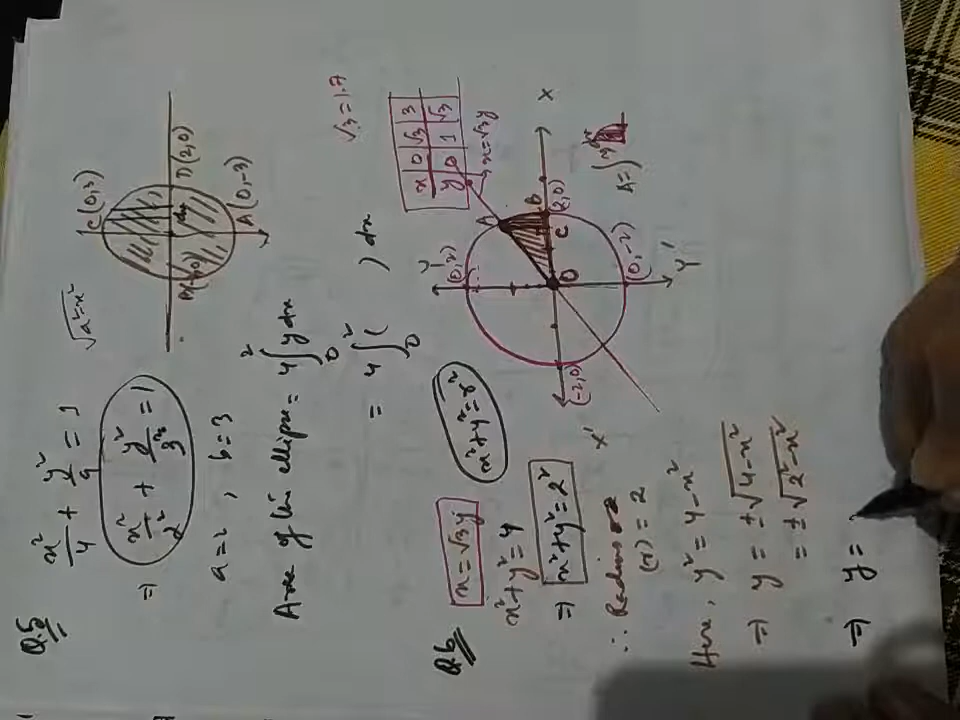 Q.5
x²/4 + y²/9 = 1
√a²-x²
⇒ x²/2² + y²/3² = 1
a=2, b=3
C(0,3)
D(2,0)
A(0,-3)
Area of the ellipse = 4∫₀² y dx
= 4∫₀² ( ) dx
√3 = 1.7
Q.6
x=√3y
x²+y²=r²
x²+y²=4
⇒ x²+y²=2²
∴ Radius
(r) = 2
x 0 √3 3
y 0 1 √3
x=√3y
Y
(0,2)
A
X'
(-2,0)
O
C
B
(2,0)
X
(0,-2)
Y'
A=∫
Here, y²=4-x²
⇒ y = ±√4-x²
= ±√2²-x²
⇒ y =